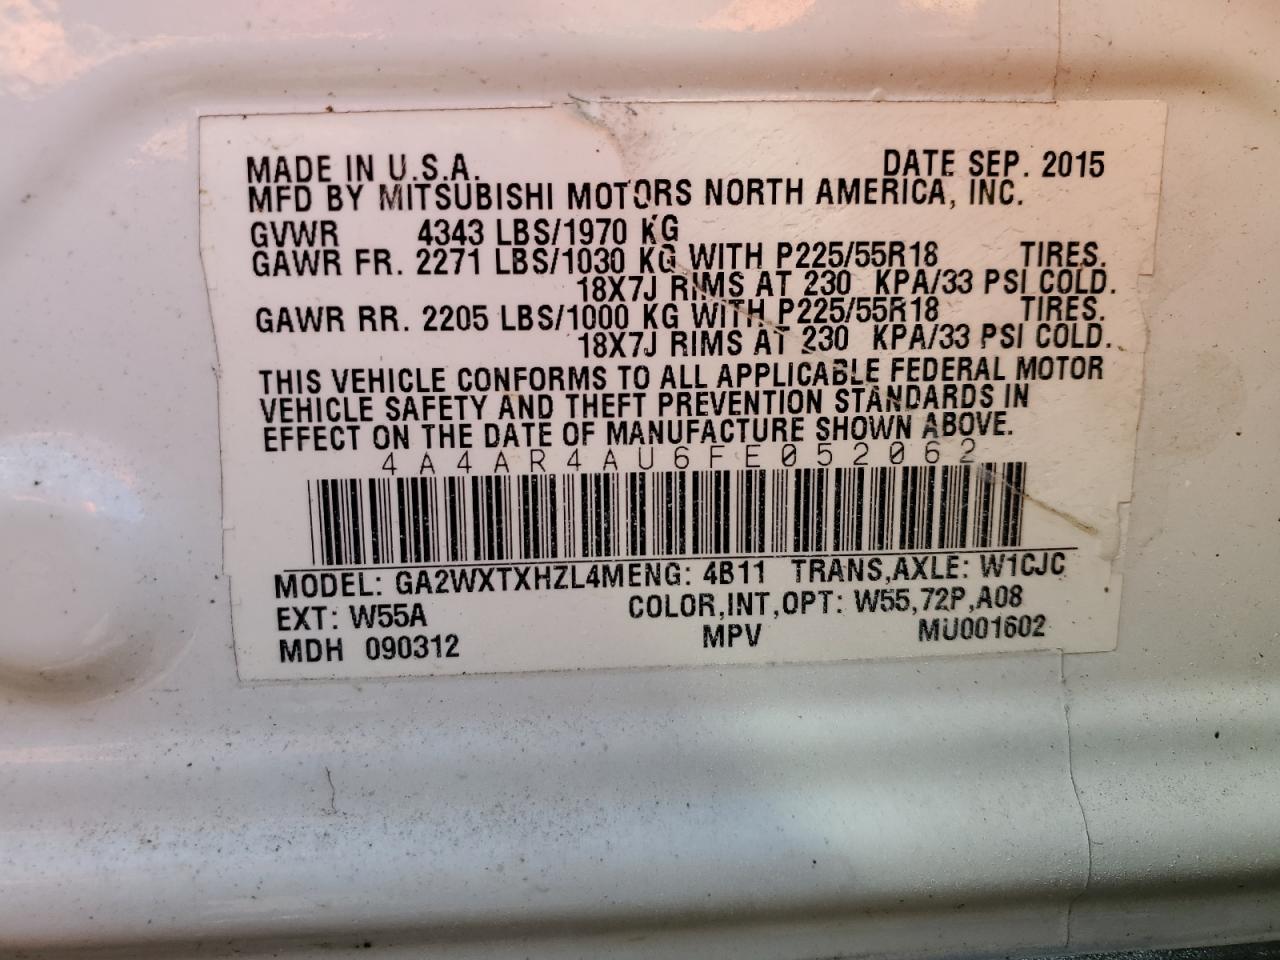 MADE IN U.S.A. DATE SEP. 2015
MFD BY MITSUBISHI MOTORS NORTH AMERICA, INC.
GVWR 4343 LBS/1970 KG
GAWR FR. 2271 LBS/1030 KG WITH P225/55R18 TIRES.
18X7J RIMS AT 230 KPA/33 PSI COLD.
GAWR RR. 2205 LBS/1000 KG WITH P225/55R18 TIRES.
18X7J RIMS AT 230 KPA/33 PSI COLD.
THIS VEHICLE CONFORMS TO ALL APPLICABLE FEDERAL MOTOR
VEHICLE SAFETY AND THEFT PREVENTION STANDARDS IN
EFFECT ON THE DATE OF MANUFACTURE SHOWN ABOVE.
4A4AR4AU6FE052062
MODEL: GA2WXTXHZL4MENG: 4B11 TRANS,AXLE: W1CJC
EXT: W55A COLOR,INT,OPT: W55,72P,A08
MDH 090312 MPV MU001602